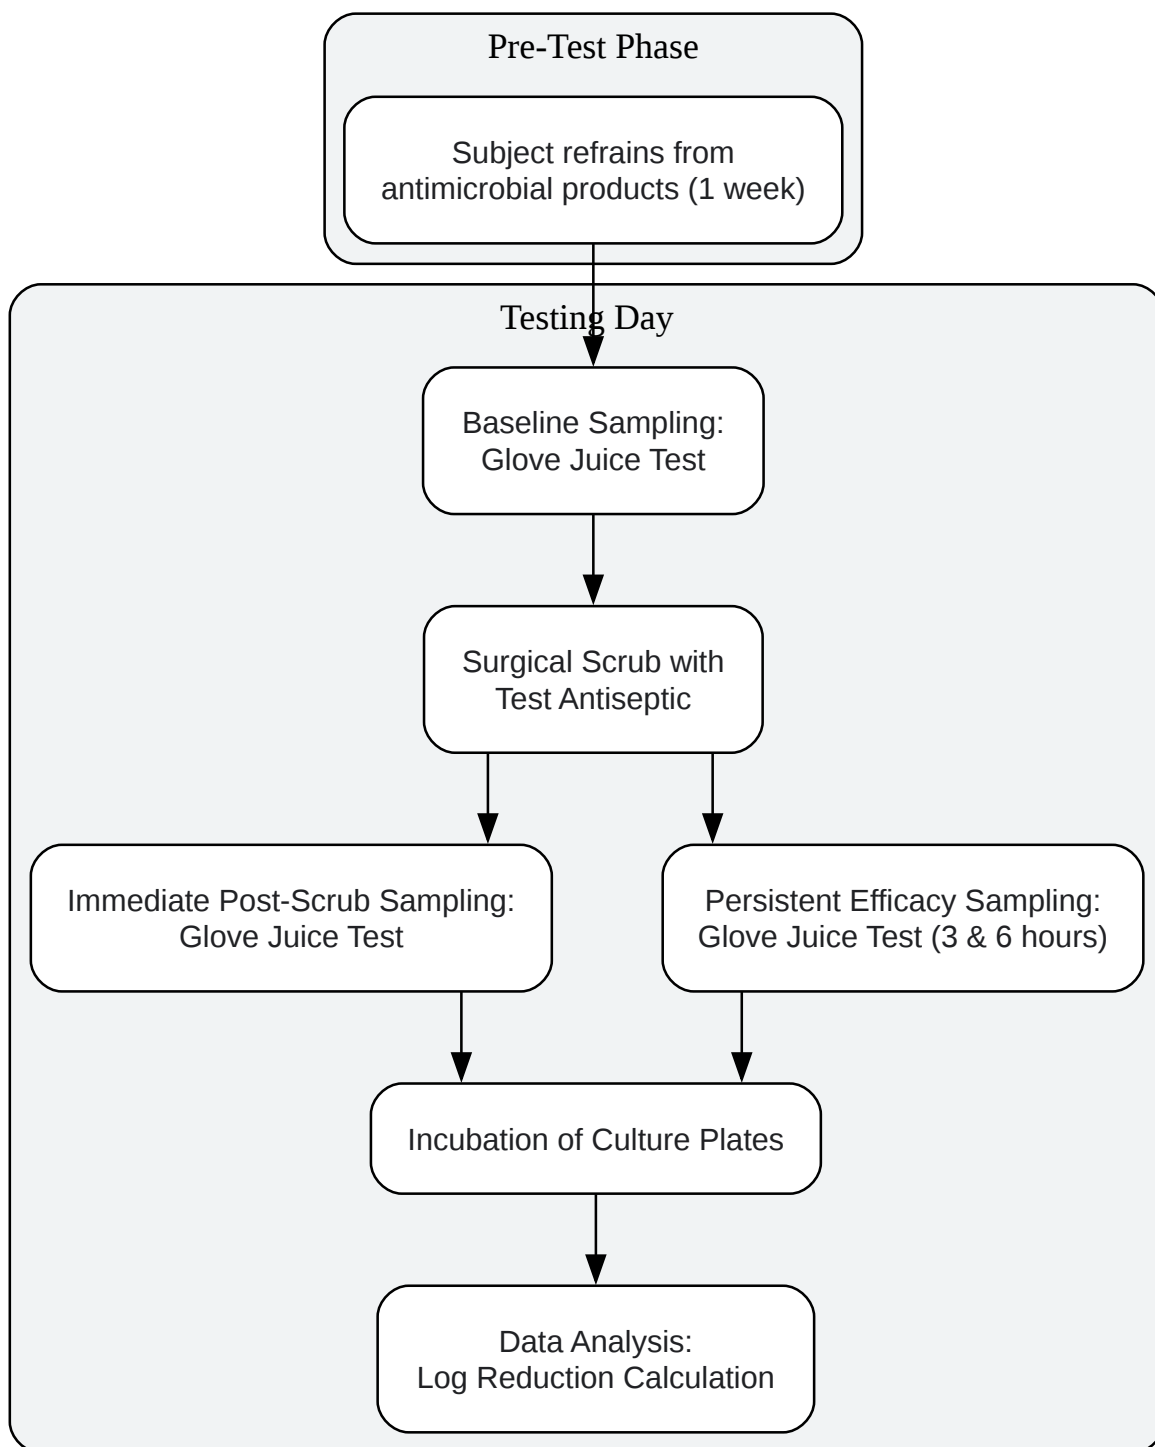 Pre-Test Phase
Subject refrains from
antimicrobial products (1 week)
Testing Day
Baseline Sampling:
Glove Juice Test
Surgical Scrub with
Test Antiseptic
Immediate Post-Scrub Sampling:
Glove Juice Test
Persistent Efficacy Sampling:
Glove Juice Test (3 & 6 hours)
Incubation of Culture Plates
Data Analysis:
Log Reduction Calculation